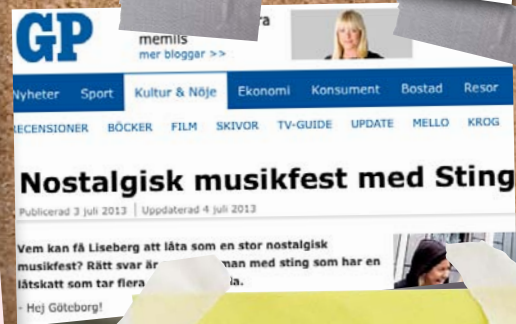 GP
ra
memils
mer bloggar >>
Nyheter Sport Kultur & Nöje Ekonomi Konsument Bostad Resor
RECENSIONER BÖCKER FILM SKIVOR TV-GUIDE UPDATE MELLO KROG
Nostalgisk musikfest med Sting
Publicerad 3 juli 2013 | Uppdaterad 4 juli 2013
Vem kan få Liseberg att låta som en stor nostalgisk
musikfest? Rätt svar är man med sting som har en
låtskatt som tar flera la.
- Hej Göteborg!